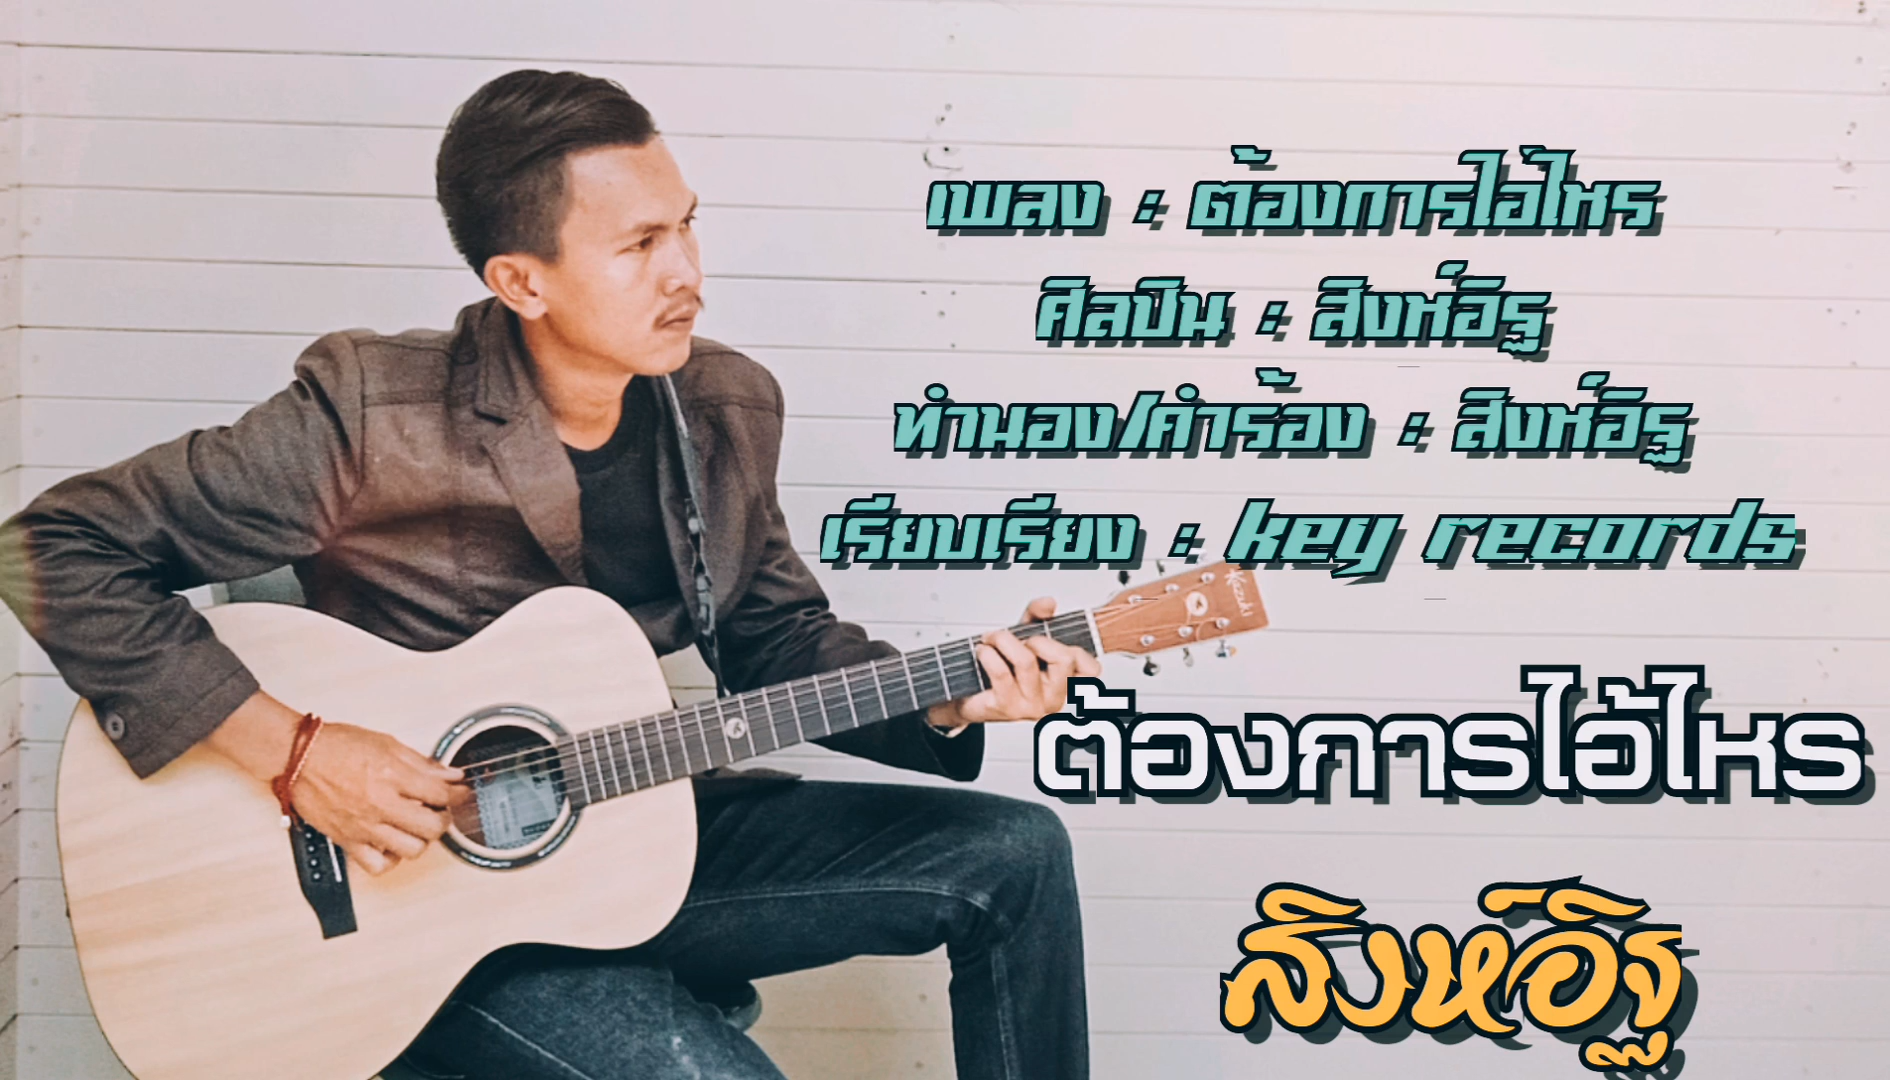 เพลง : ต้องการไอ้ไหร
ศิลปิน : สิงห์อิฐ
ทำนอง/คำร้อง : สิงห์อิฐ
เรียบเรียง : key records
Kazuki
ต้องการไอ้ไหร
สิงห์อิฐ